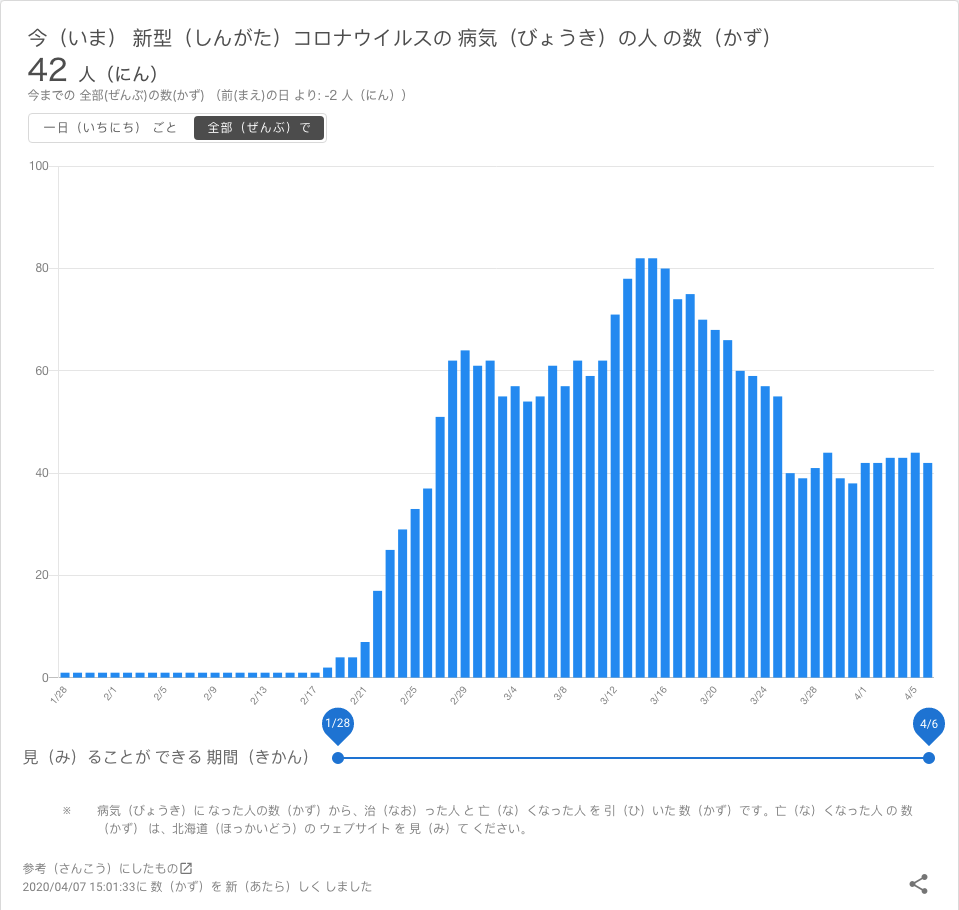 今（いま） 新型（しんがた）コロナウイルスの 病気（びょうき）の人 の数（かず）
42 人（にん）
今までの 全部(ぜんぶ)の数(かず) （前(まえ)の日 より: -2 人（にん））
一日（いちにち） ごと 全部（ぜんぶ）で
100
80
60
40
20
0
1/28 2/1 2/5 2/9 2/13 2/17 2/21 2/25 2/29 3/4 3/8 3/12 3/16 3/20 3/24 3/28 4/1 4/5
1/28 4/6
見（み）ることが できる 期間（きかん）
※ 病気（びょうき）に なった人の数（かず）から、治（なお）った人 と 亡（な）くなった人 を 引（ひ）いた 数（かず）です。亡（な）くなった人 の 数
（かず） は、北海道（ほっかいどう）の ウェブサイト を 見（み）て ください。
参考（さんこう）にしたもの
2020/04/07 15:01:33に 数（かず）を 新（あたら）しく しました